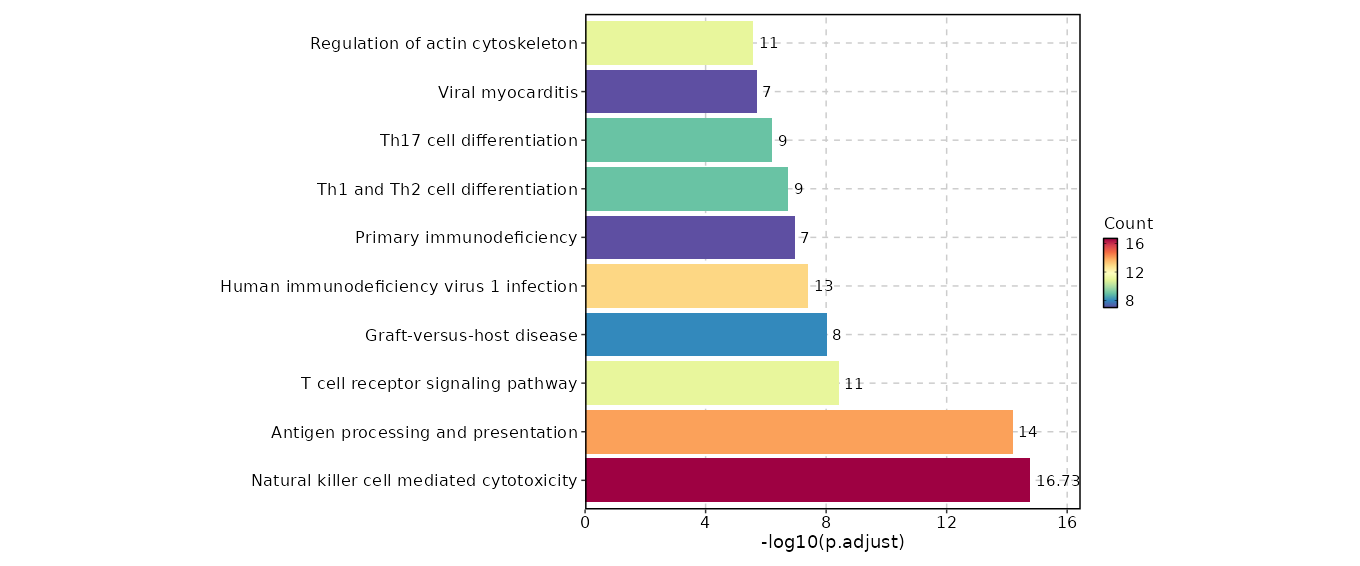 Regulation of actin cytoskeleton 11
Viral myocarditis 7
Th17 cell differentiation 9
Th1 and Th2 cell differentiation 9
Primary immunodeficiency 7
Human immunodeficiency virus 1 infection 13
Graft-versus-host disease 8
T cell receptor signaling pathway 11
Antigen processing and presentation 14
Natural killer cell mediated cytotoxicity 16.73
0 4 8 12 16
-log10(p.adjust)
Count
16
12
8